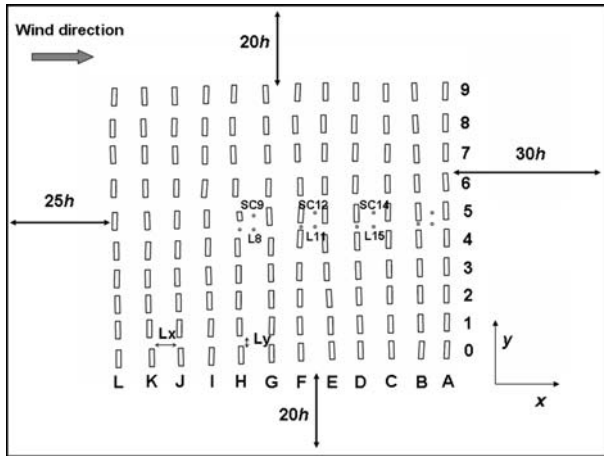 Wind direction
20h
9
8
7
30h
6
25h
SC9 SC12 SC14
5
L8 L11 L15
4
3
2
1
Lx Ly
0
y
L K J I H G F E D C B A
x
20h